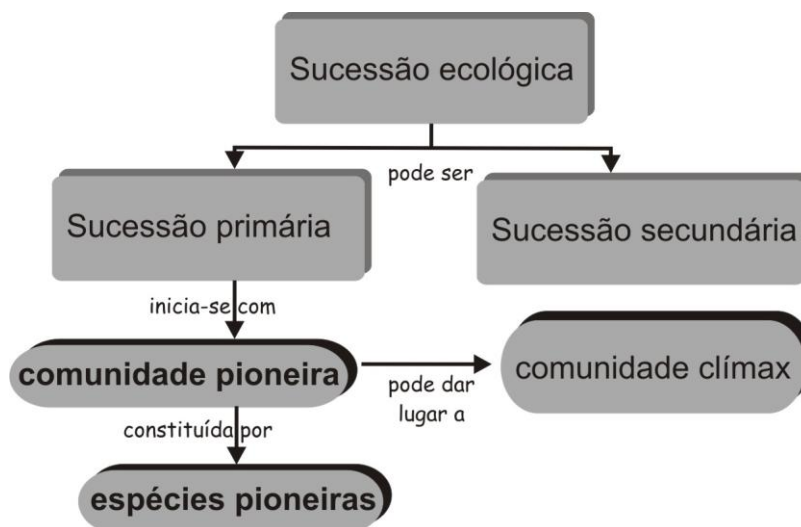 Sucessão ecológica
pode ser
Sucessão primária
Sucessão secundária
inicia-se com
comunidade pioneira
comunidade clímax
pode dar
lugar a
constituída por
espécies pioneiras